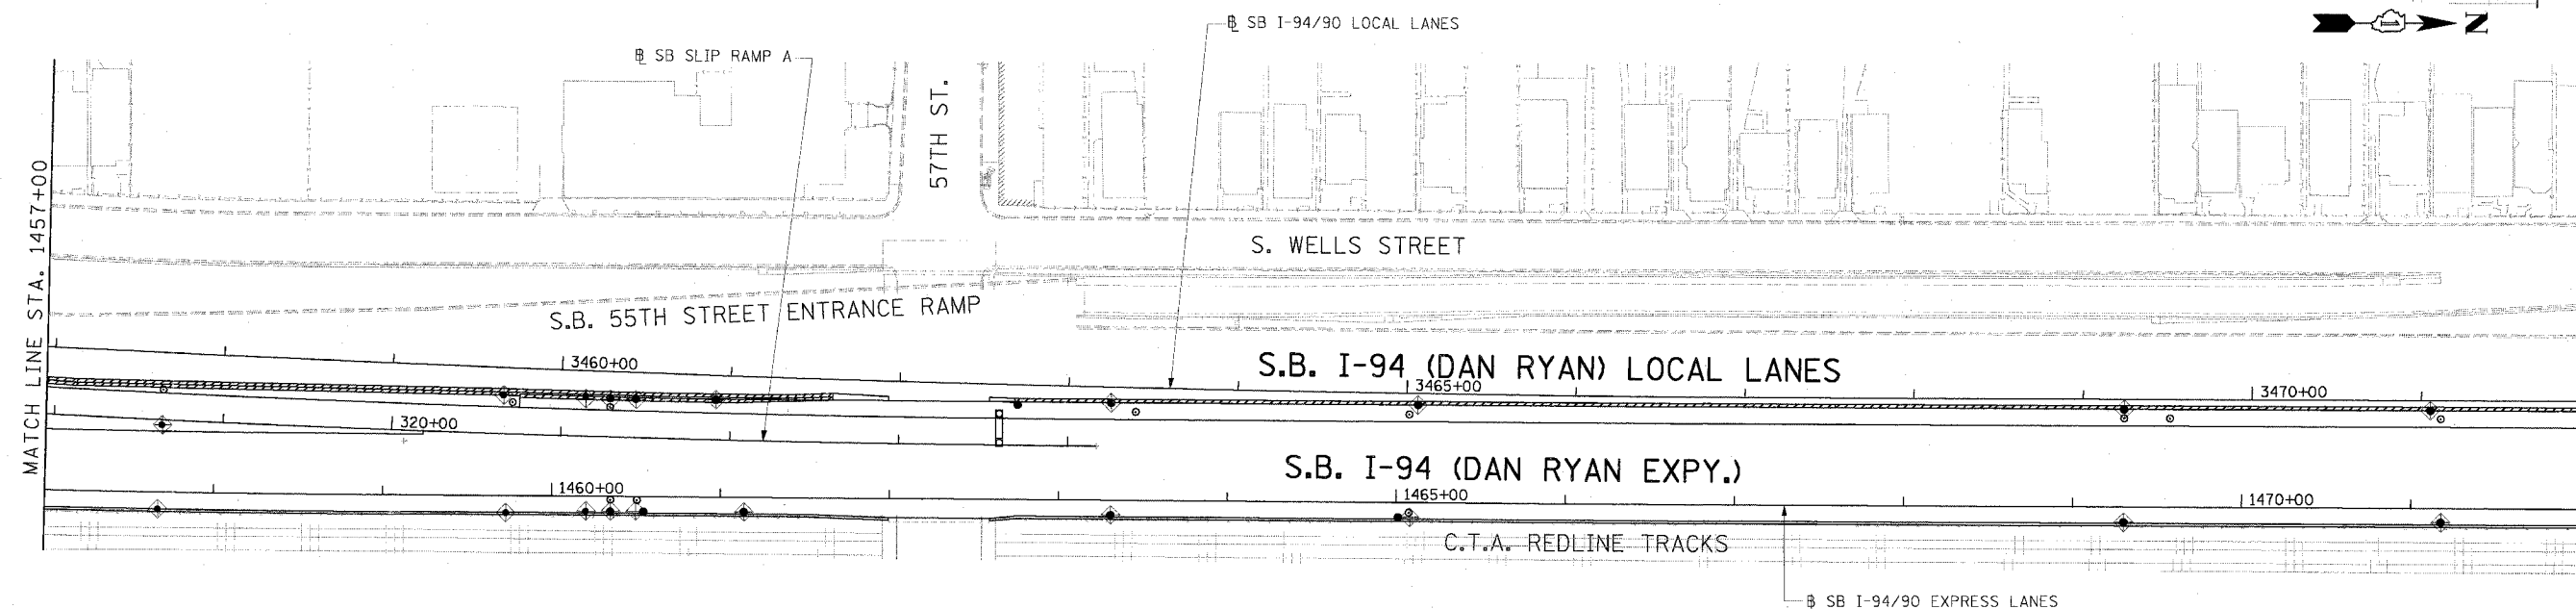 ℄ SB I-94/90 LOCAL LANES
N
℄ SB SLIP RAMP A
57TH ST.
MATCH LINE STA. 1457+00
S. WELLS STREET
S.B. 55TH STREET ENTRANCE RAMP
S.B. I-94 (DAN RYAN) LOCAL LANES
3460+00
3465+00
3470+00
320+00
S.B. I-94 (DAN RYAN EXPY.)
1460+00
1465+00
1470+00
C.T.A. REDLINE TRACKS
℄ SB I-94/90 EXPRESS LANES